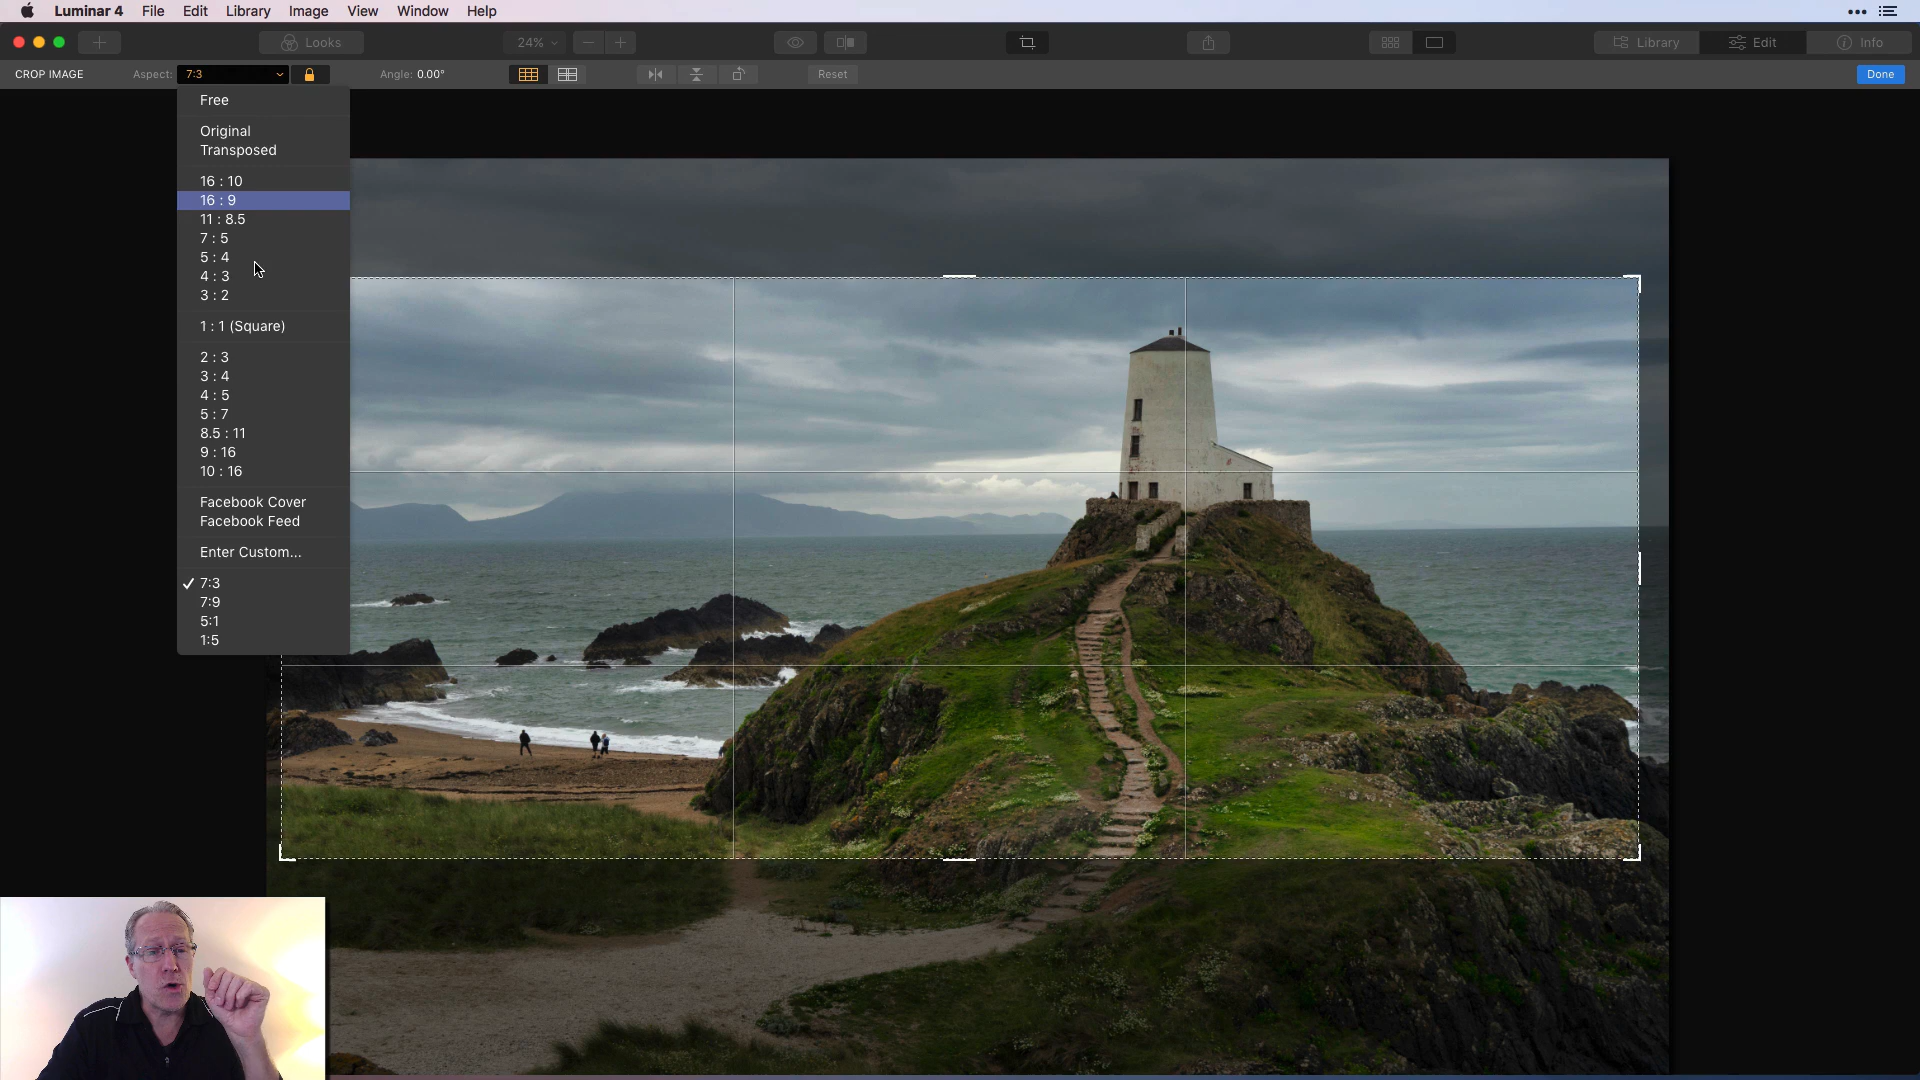 Luminar 4 File Edit Library Image View Window Help
Looks 24% Library Edit Info
CROP IMAGE Aspect: 7:3 Angle: 0.00° Reset Done
Free
Original
Transposed
16 : 10
16 : 9
11 : 8.5
7 : 5
5 : 4
4 : 3
3 : 2
1 : 1 (Square)
2 : 3
3 : 4
4 : 5
5 : 7
8.5 : 11
9 : 16
10 : 16
Facebook Cover
Facebook Feed
Enter Custom...
7:3
7:9
5:1
1:5